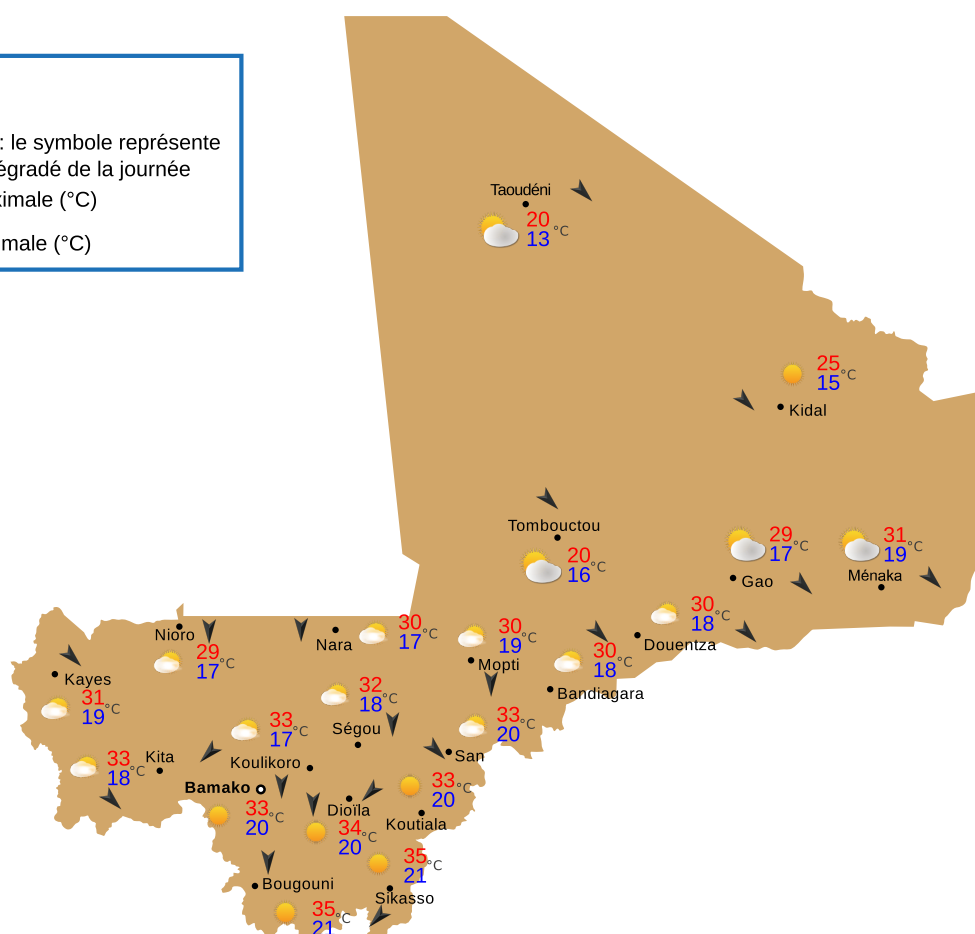 : le symbole représente
égradé de la journée
ximale (°C)
male (°C)
Taoudéni
20
13 °C
25
15 °C
Kidal
Tombouctou
20
16 °C
29
17 °C
Gao
31
19 °C
Ménaka
30
18 °C
Douentza
Nioro
29
17 °C
Nara
30
17 °C
30
19 °C
Mopti
30
18 °C
Bandiagara
Kayes
31
19 °C
32
18 °C
Ségou
33
17 °C
Koulikoro
33
20 °C
San
33
18 °C
Kita
Bamako
33
20 °C
Dioïla
34
20 °C
33
20 °C
Koutiala
35
21 °C
Sikasso
Bougouni
35
21 °C